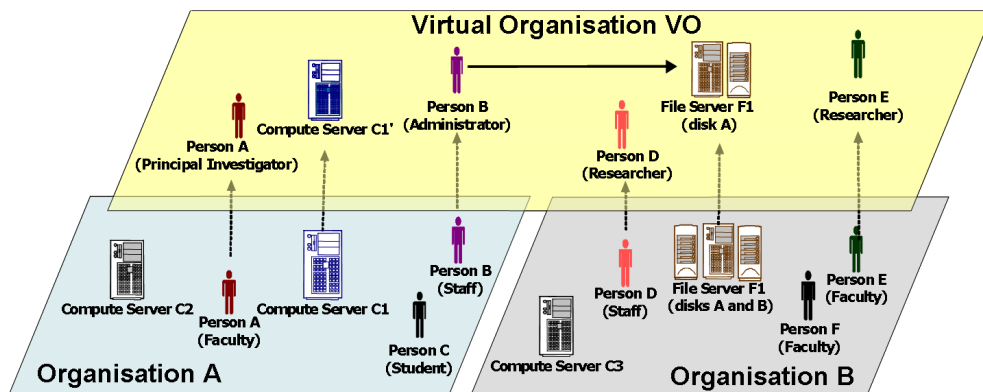 Virtual Organisation VO
Person A
(Principal Investigator)
Compute Server C1'
Person B
(Administrator)
Person D
(Researcher)
File Server F1
(disk A)
Person E
(Researcher)
Compute Server C2
Person A
(Faculty)
Compute Server C1
Person B
(Staff)
Person C
(Student)
Organisation A
Person D
(Staff)
File Server F1
(disks A and B)
Person E
(Faculty)
Person F
(Faculty)
Compute Server C3
Organisation B